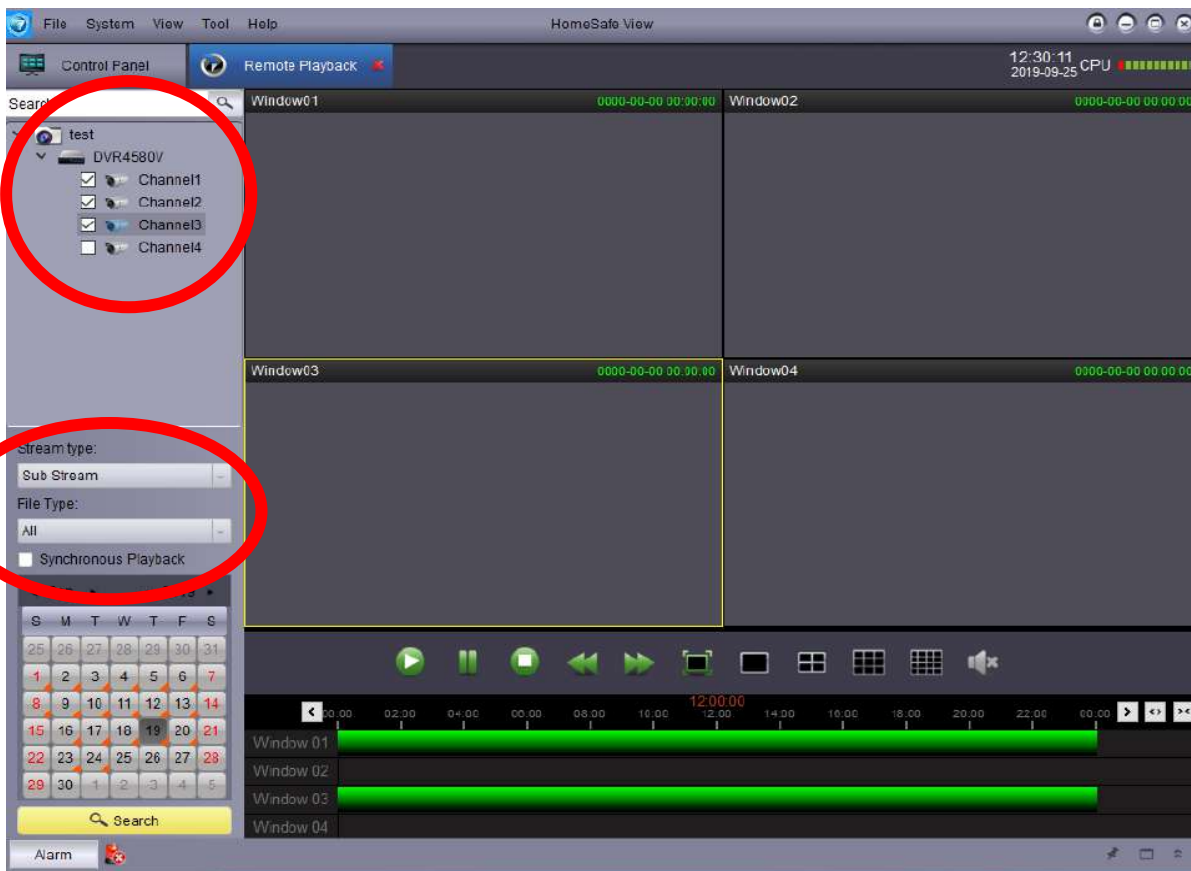 File System View Tool Help HomeSafe View
Control Panel Remote Playback 12:30:11
2019-09-25 CPU
Window01 0000-00-00 00:00:00 Window02 0000-00-00 00:00:00
test
DVR4580V
Channel1
Channel2
Channel3
Channel4
Window03 0000-00-00 00:00:00 Window04 0000-00-00 00:00:00
Stream type:
Sub Stream
File Type:
All
Synchronous Playback
S M T W T F S
25 26 27 28 29 30 31
1 2 3 4 5 6 7
8 9 10 11 12 13 14
15 16 17 18 19 20 21
22 23 24 25 26 27 28
29 30 1 2 3 4 5
Search
12:00:00
00:00 02:00 04:00 06:00 08:00 10:00 12:00 14:00 16:00 18:00 20:00 22:00 00:00
Window 01
Window 02
Window 03
Window 04
Alarm